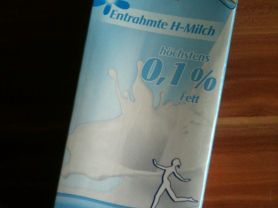 Entrahmte H-Milch
höchstens
0,1%
Fett